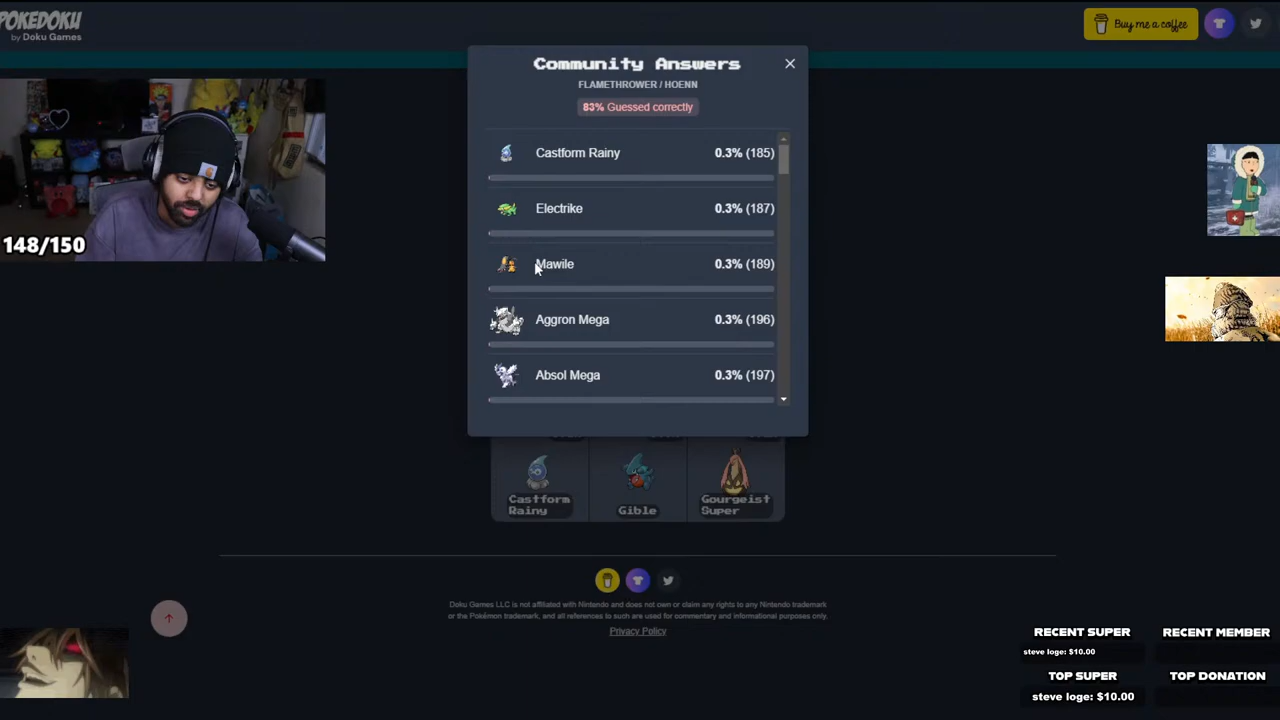 POKEDOKU
by Doku Games
Buy me a coffee
Community Answers
FLAMETHROWER / HOENN
83% Guessed correctly
Castform Rainy 0.3% (185)
Electrike 0.3% (187)
Mawile 0.3% (189)
Aggron Mega 0.3% (196)
Absol Mega 0.3% (197)
148/150
Castform Rainy
Gible
Gourgeist Super
Doku Games LLC is not affiliated with Nintendo and does not own or claim any rights to any Nintendo trademark
or the Pokémon trademark, and all references to such are used for commentary and informational purposes only.
Privacy Policy
RECENT SUPER
steve loge: $10.00
RECENT MEMBER
TOP SUPER
steve loge: $10.00
TOP DONATION